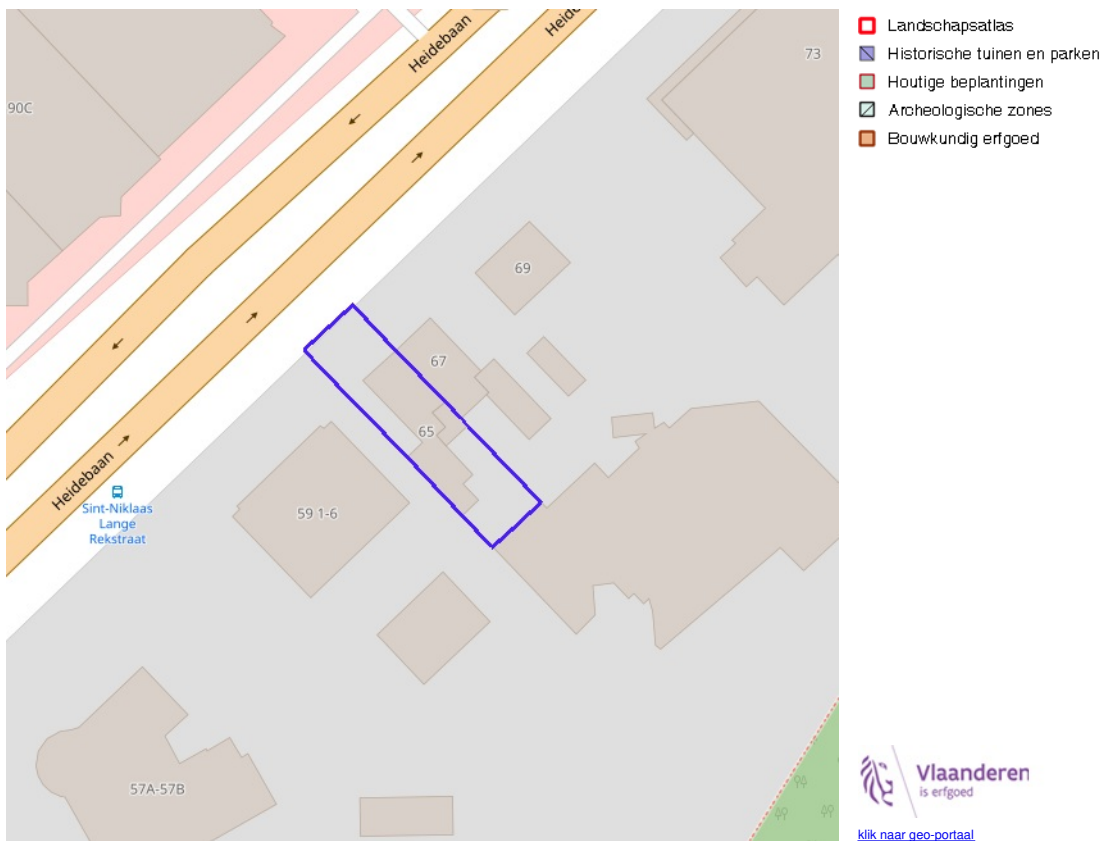 Heidebaan
Heide
73
90C
69
67
65
Heidebaan
Sint-Niklaas
Lange
Rekstraat
59 1-6
57A-57B
Landschapsatlas
Historische tuinen en parken
Houtige beplantingen
Archeologische zones
Bouwkundig erfgoed
Vlaanderen
is erfgoed
klik naar geo-portaal